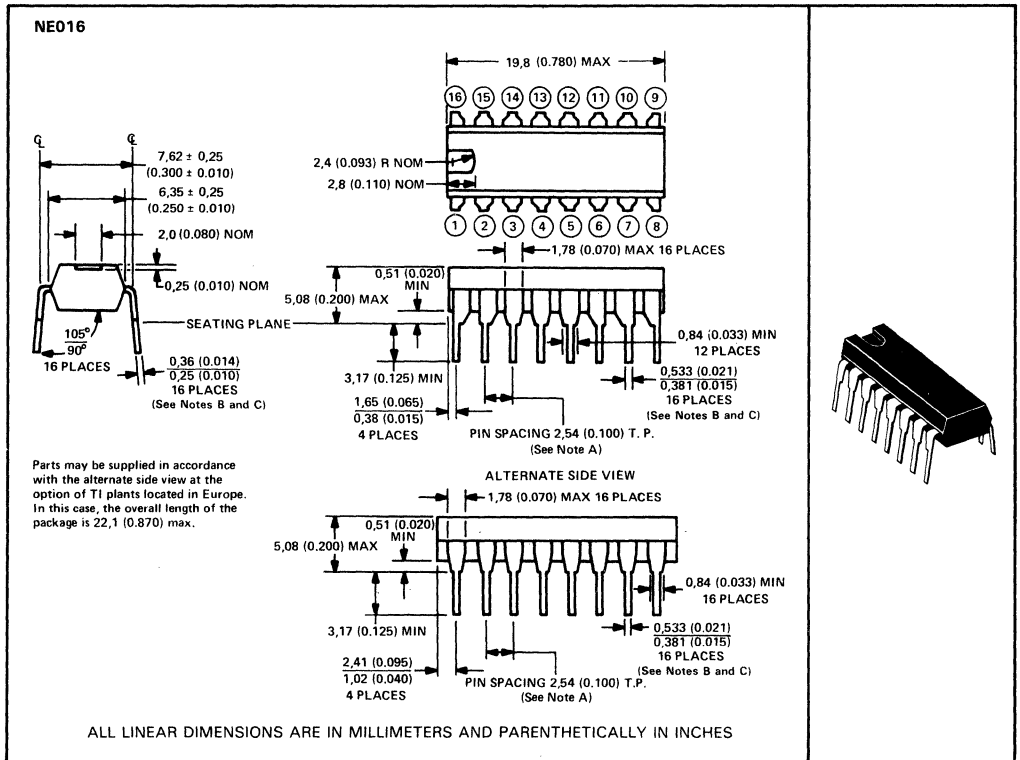 NE016
19,8 (0.780) MAX
16 15 14 13 12 11 10 9
2,4 (0.093) R NOM
2,8 (0.110) NOM
1 2 3 4 5 6 7 8
℄ ℄
7,62 ± 0,25
(0.300 ± 0.010)
6,35 ± 0,25
(0.250 ± 0.010)
2,0 (0.080) NOM
0,25 (0.010) NOM
SEATING PLANE
105°
90°
16 PLACES
0,36 (0.014)
0,25 (0.010)
16 PLACES
(See Notes B and C)
1,78 (0.070) MAX 16 PLACES
0,51 (0.020)
MIN
5,08 (0.200) MAX
3,17 (0.125) MIN
1,65 (0.065)
0,38 (0.015)
4 PLACES
0,84 (0.033) MIN
12 PLACES
0,533 (0.021)
0,381 (0.015)
16 PLACES
(See Notes B and C)
PIN SPACING 2,54 (0.100) T. P.
(See Note A)
Parts may be supplied in accordance
with the alternate side view at the
option of TI plants located in Europe.
In this case, the overall length of the
package is 22,1 (0.870) max.
ALTERNATE SIDE VIEW
1,78 (0.070) MAX 16 PLACES
0,51 (0.020)
MIN
5,08 (0.200) MAX
0,84 (0.033) MIN
16 PLACES
3,17 (0.125) MIN
0,533 (0.021)
0,381 (0.015)
16 PLACES
(See Notes B and C)
2,41 (0.095)
1,02 (0.040)
4 PLACES
PIN SPACING 2,54 (0.100) T.P.
(See Note A)
ALL LINEAR DIMENSIONS ARE IN MILLIMETERS AND PARENTHETICALLY IN INCHES